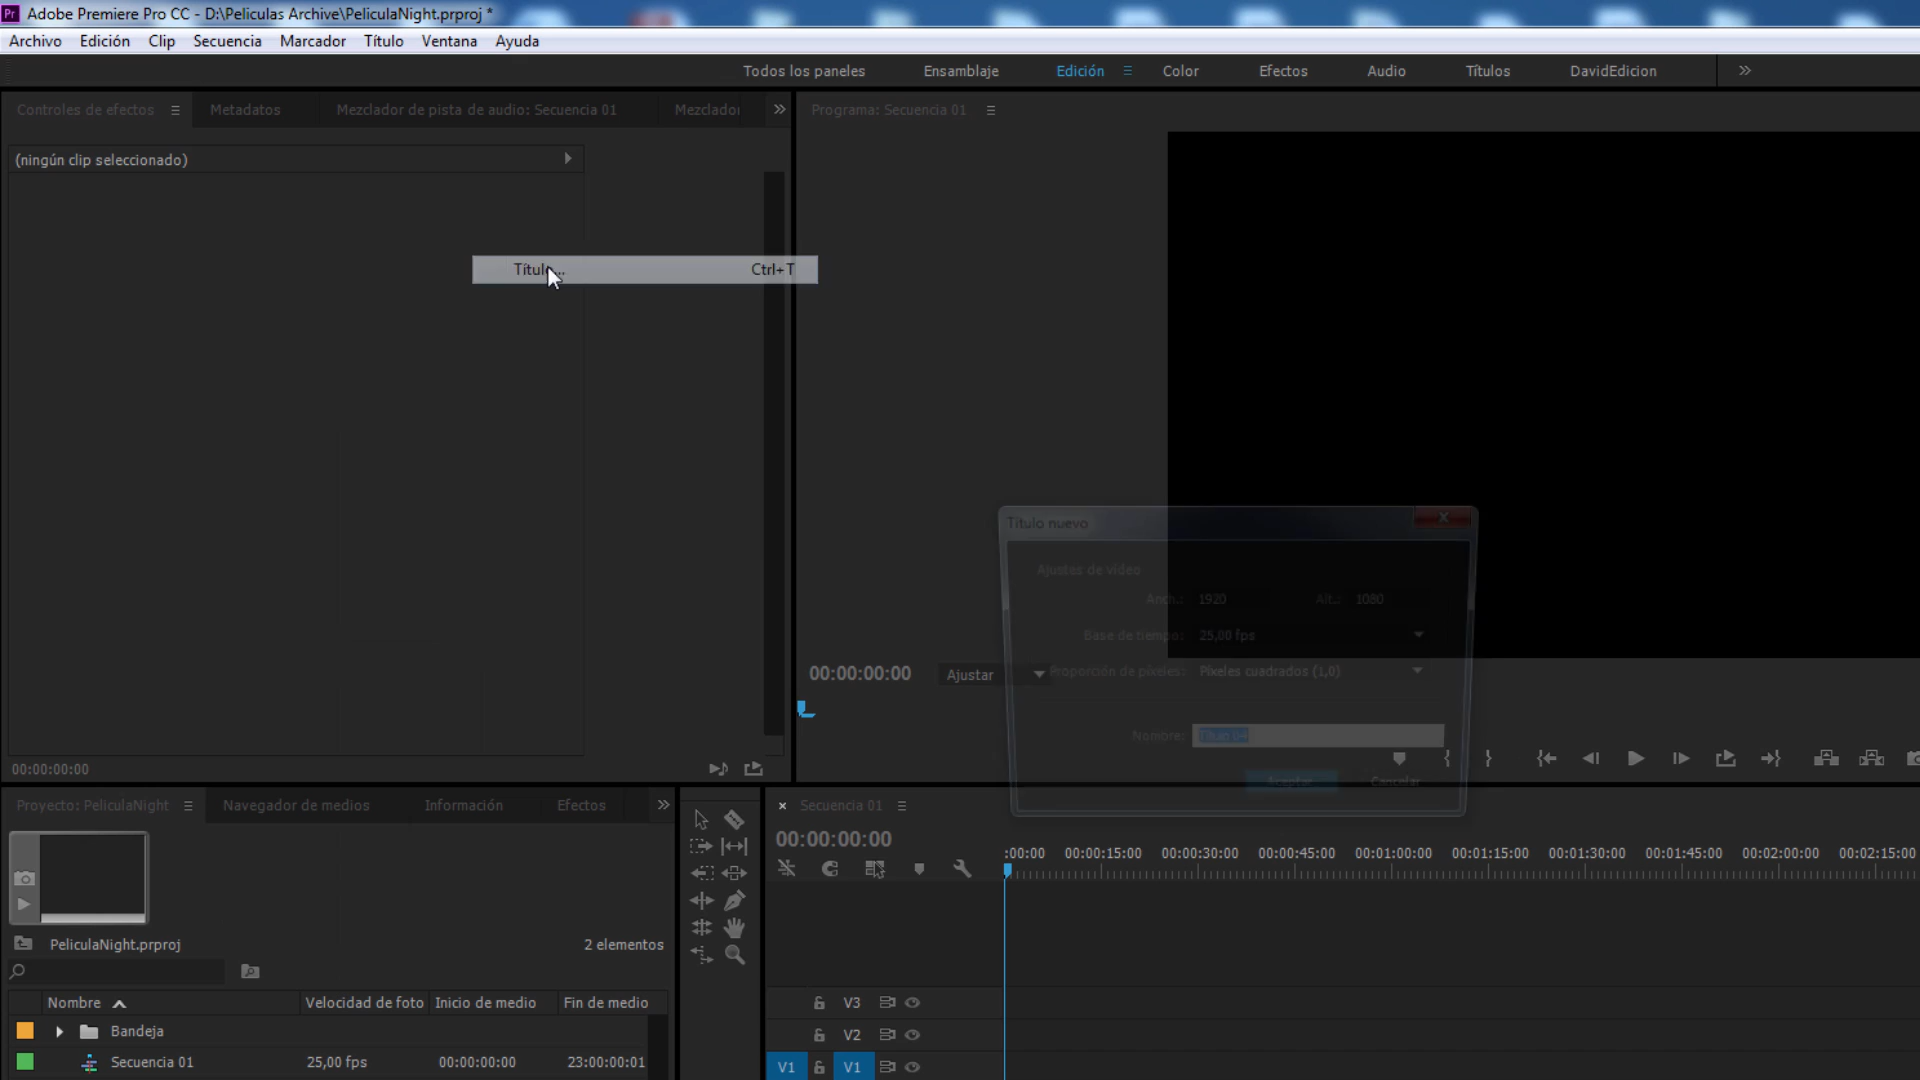 Adobe Premiere Pro CC - D:\Peliculas Archive\PeliculaNight.prproj *
Archivo Edición Clip Secuencia Marcador Título Ventana Ayuda
Todos los paneles Ensamblaje Edición Color Efectos Audio Títulos DavidEdicion
Controles de efectos Metadatos Mezclador de pista de audio: Secuencia 01 Mezclador
Programa: Secuencia 01
(ningún clip seleccionado)
Título... Ctrl+T
Título nuevo
Ajustes de vídeo
Anch.: 1920 Alt.: 1080
Base de tiempo: 25,00 fps
Proporción de píxeles: Píxeles cuadrados (1,0)
Nombre: Título 04
Aceptar Cancelar
00:00:00:00 Ajustar
00:00:00:00
Proyecto: PeliculaNight Navegador de medios Información Efectos
PeliculaNight.prproj 2 elementos
Nombre Velocidad de foto Inicio de medio Fin de medio
Bandeja
Secuencia 01 25,00 fps 00:00:00:00 23:00:00:01
Secuencia 01
00:00:00:00
:00:00 00:00:15:00 00:00:30:00 00:00:45:00 00:01:00:00 00:01:15:00 00:01:30:00 00:01:45:00 00:02:00:00 00:02:15:00
V3
V2
V1 V1